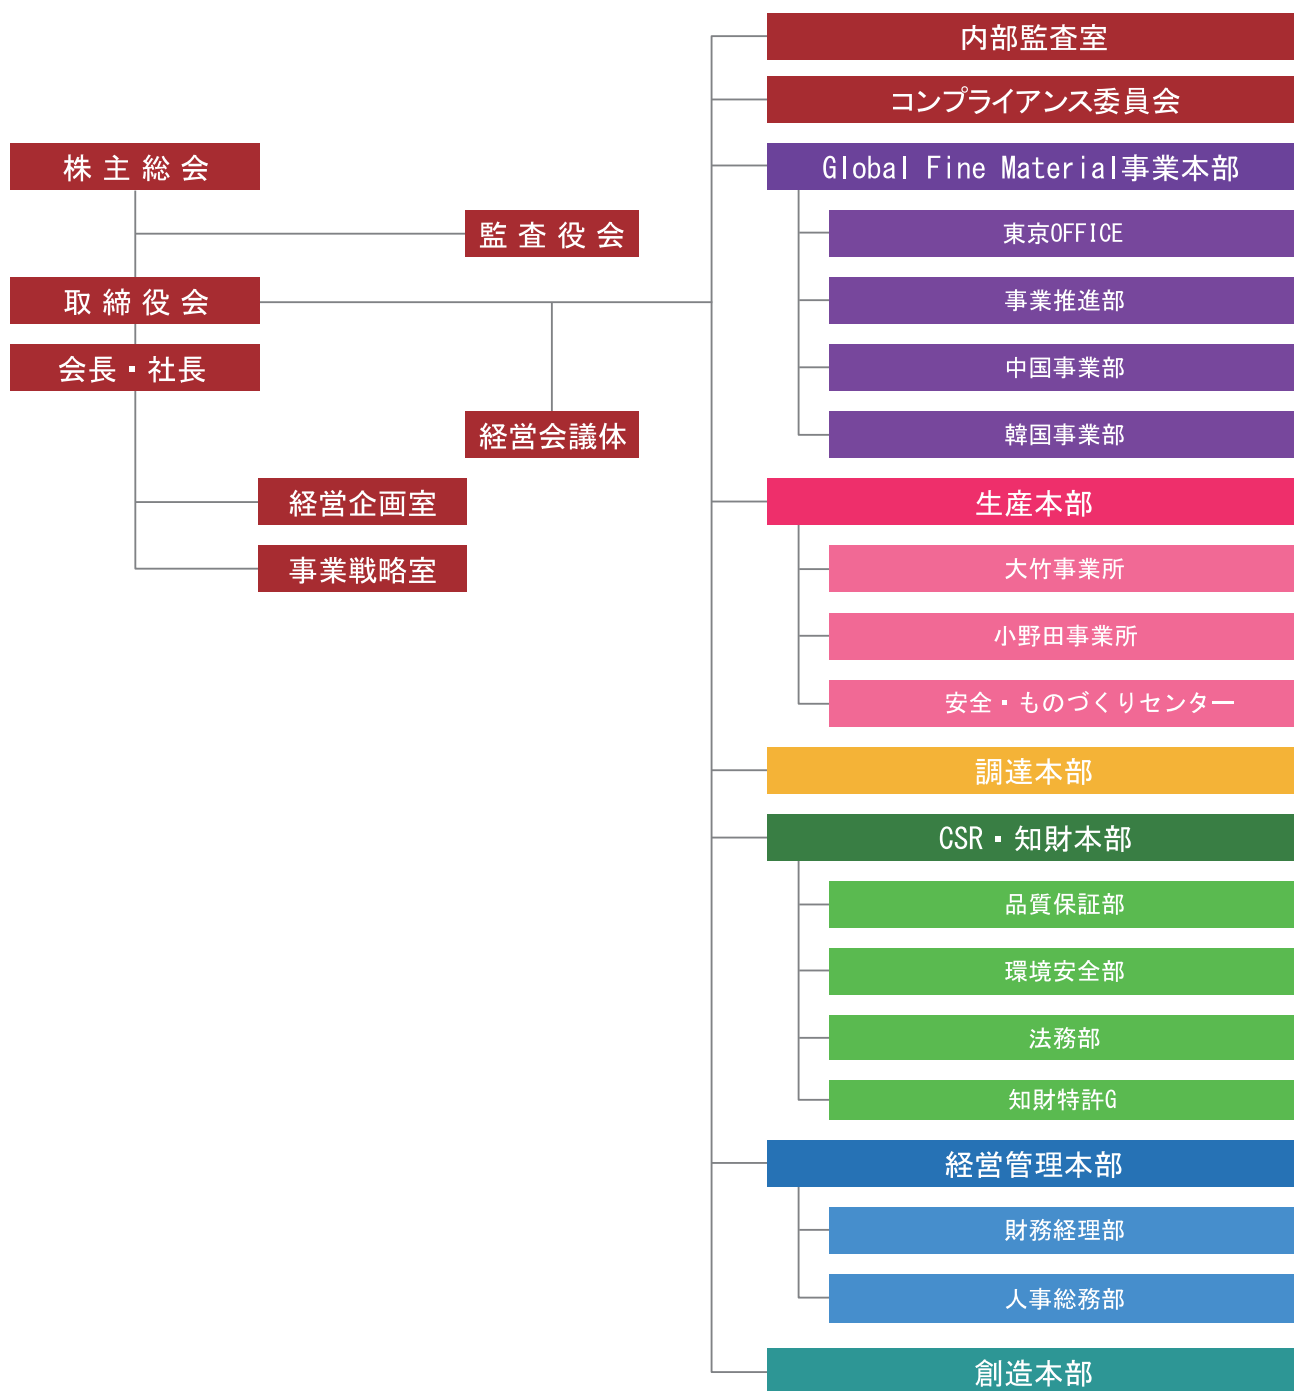 株主総会
監査役会
取締役会
会長・社長
経営会議体
経営企画室
事業戦略室
内部監査室
コンプライアンス委員会
Global Fine Material事業本部
東京OFFICE
事業推進部
中国事業部
韓国事業部
生産本部
大竹事業所
小野田事業所
安全・ものづくりセンター
調達本部
CSR・知財本部
品質保証部
環境安全部
法務部
知財特許G
経営管理本部
財務経理部
人事総務部
創造本部